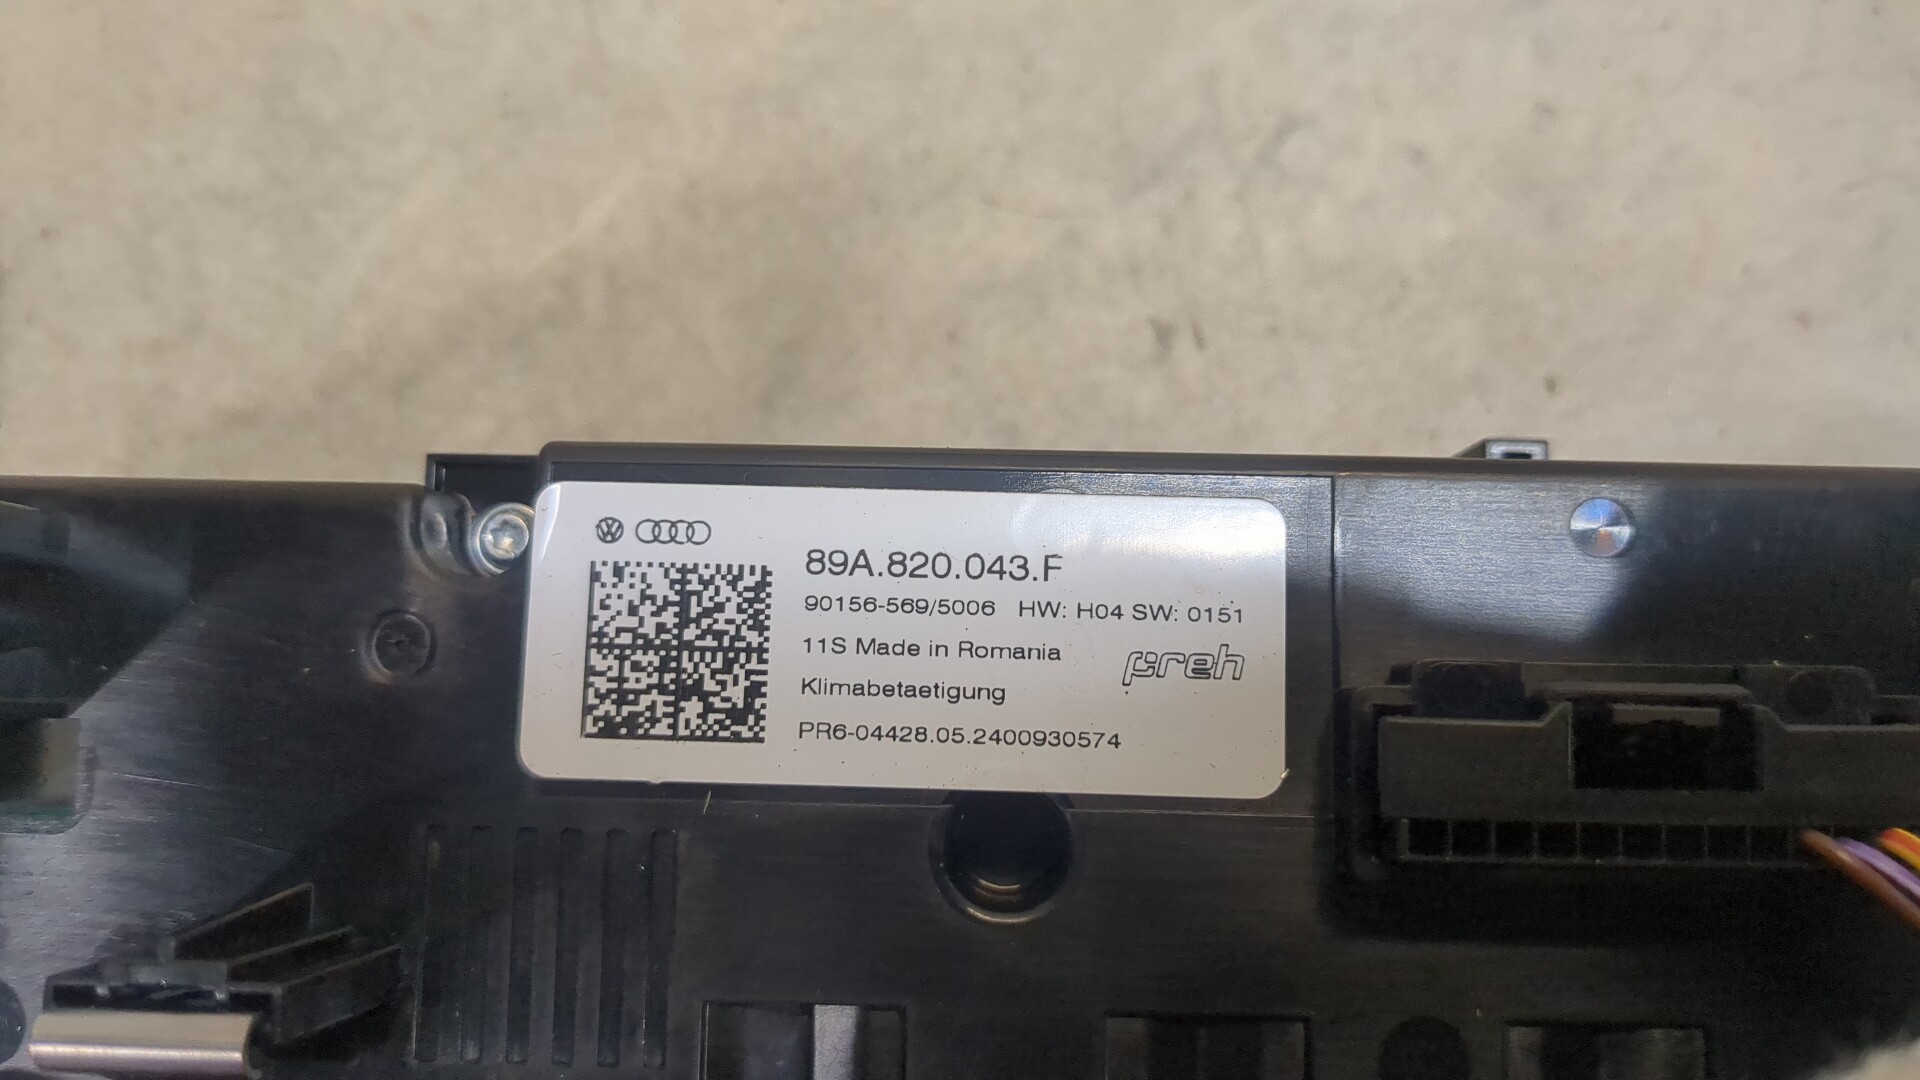 89A.820.043.F
90156-569/5006 HW: H04 SW: 0151
11S Made in Romania
preh
Klimabetaetigung
PR6-04428.05.2400930574